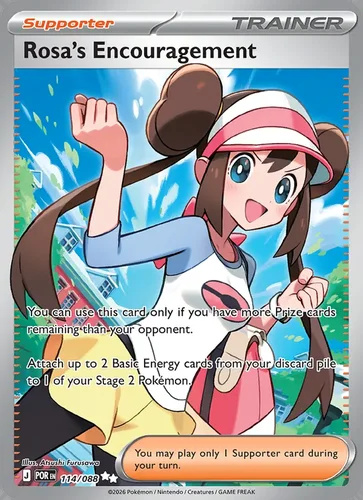 Supporter
TRAINER
Rosa's Encouragement
You can use this card only if you have more Prize cards
remaining than your opponent.
Attach up to 2 Basic Energy cards from your discard pile
to 1 of your Stage 2 Pokémon.
Illus. Atsushi Furusawa
J POR EN 114/088
You may play only 1 Supporter card during
your turn.
©2026 Pokémon / Nintendo / Creatures / GAME FREAK